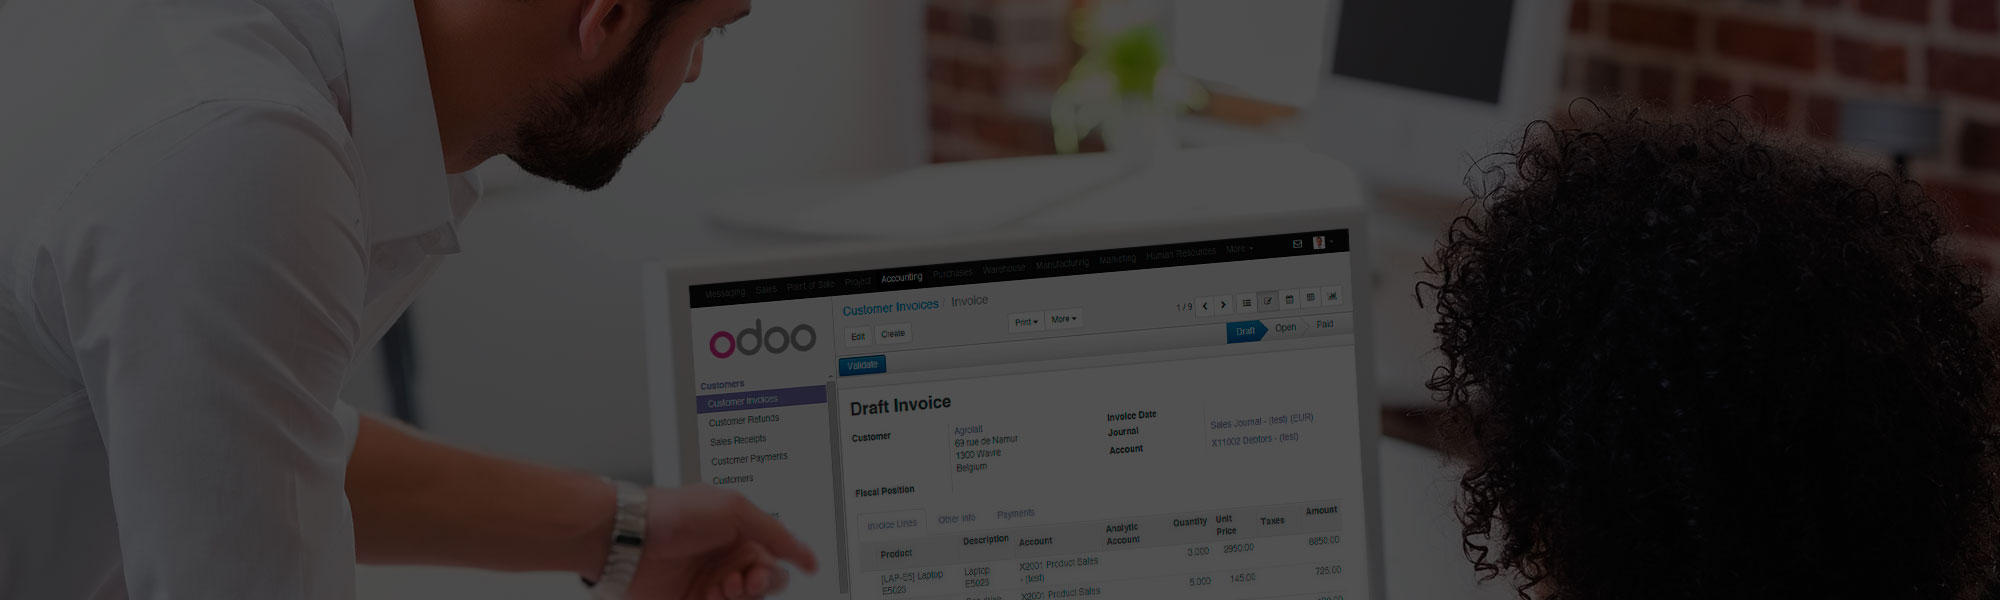 Messaging Sales Point of Sale Project Accounting Purchases Warehouse Manufacturing Marketing Human Resources More
odoo
Customer Invoices / Invoice
1 / 9
Edit Create
Print More
Validate
Draft Open Paid
Customers
Customer Invoices
Customer Refunds
Sales Receipts
Customer Payments
Customers
Draft Invoice
Customer
Agrolait
69 rue de Namur
1300 Wavre
Belgium
Fiscal Position
Invoice Date
Journal
Sales Journal - (test) (EUR)
Account
X11002 Debtors - (test)
Invoice Lines Other Info Payments
Product Description Account Analytic Account Quantity Unit Price Taxes Amount
[LAP-E5] Laptop E5023
Laptop E5023
X2001 Product Sales - (test)
3.000 2950.00 8850.00
X2001 Product Sales
5.000 145.00 725.00